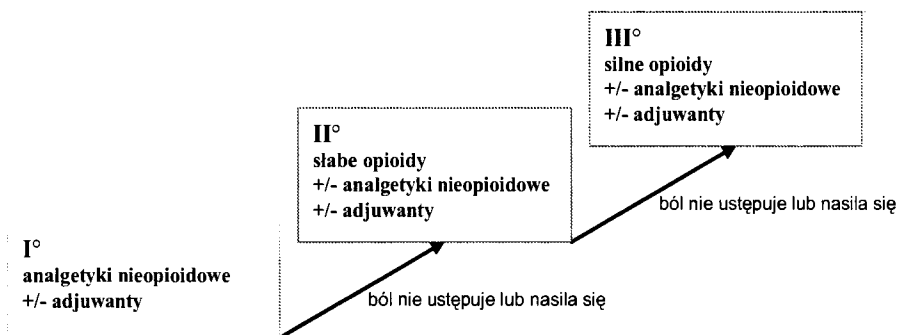 III°
silne opioidy
+/- analgetyki nieopioidowe
+/- adjuwanty
II°
słabe opioidy
+/- analgetyki nieopioidowe
+/- adjuwanty
ból nie ustępuje lub nasila się
I°
analgetyki nieopioidowe
+/- adjuwanty
ból nie ustępuje lub nasila się